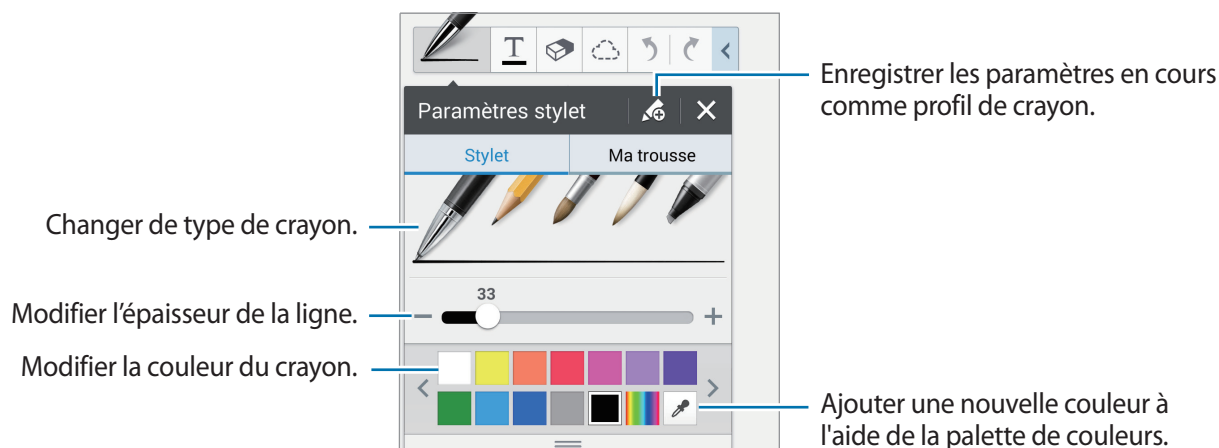 T
Enregistrer les paramètres en cours
comme profil de crayon.
Paramètres stylet
Stylet
Ma trousse
Changer de type de crayon.
33
Modifier l’épaisseur de la ligne.
Modifier la couleur du crayon.
Ajouter une nouvelle couleur à
l'aide de la palette de couleurs.